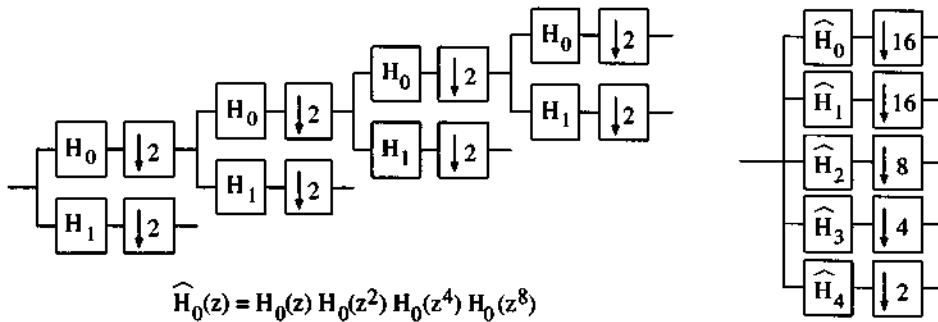 H₀ ↓2
H₁ ↓2
H₀ ↓2
H₁ ↓2
H₀ ↓2
H₁ ↓2
H₀ ↓2
H₁ ↓2
Ĥ₀(z) = H₀(z) H₀(z²) H₀(z⁴) H₀(z⁸)
Ĥ₀ ↓16
Ĥ₁ ↓16
Ĥ₂ ↓8
Ĥ₃ ↓4
Ĥ₄ ↓2